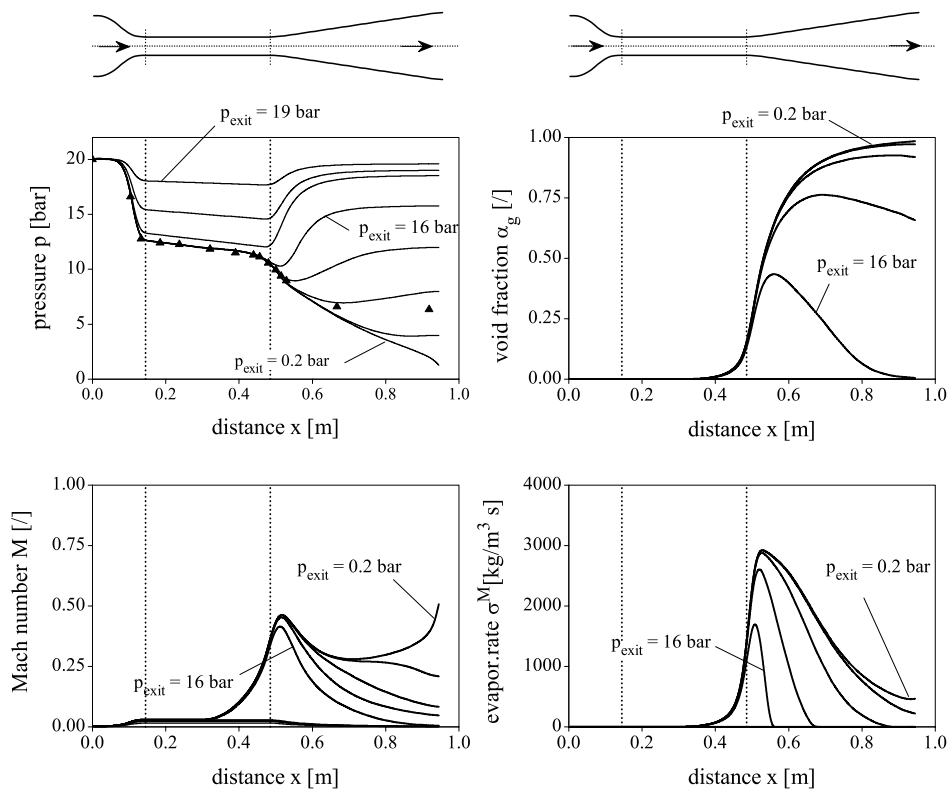 p_exit = 19 bar
20
15
10
5
0
pressure p [bar]
p_exit = 16 bar
p_exit = 0.2 bar
0.0
0.2
0.4
0.6
0.8
1.0
distance x [m]
p_exit = 0.2 bar
1.00
0.75
0.50
0.25
0.00
void fraction α_g [/]
p_exit = 16 bar
0.0
0.2
0.4
0.6
0.8
1.0
distance x [m]
1.00
0.75
0.50
0.25
0.00
Mach number M [/]
p_exit = 0.2 bar
p_exit = 16 bar
0.0
0.2
0.4
0.6
0.8
1.0
distance x [m]
4000
3000
2000
1000
0
evapor.rate σ^M[kg/m^3 s]
p_exit = 0.2 bar
p_exit = 16 bar
0.0
0.2
0.4
0.6
0.8
1.0
distance x [m]